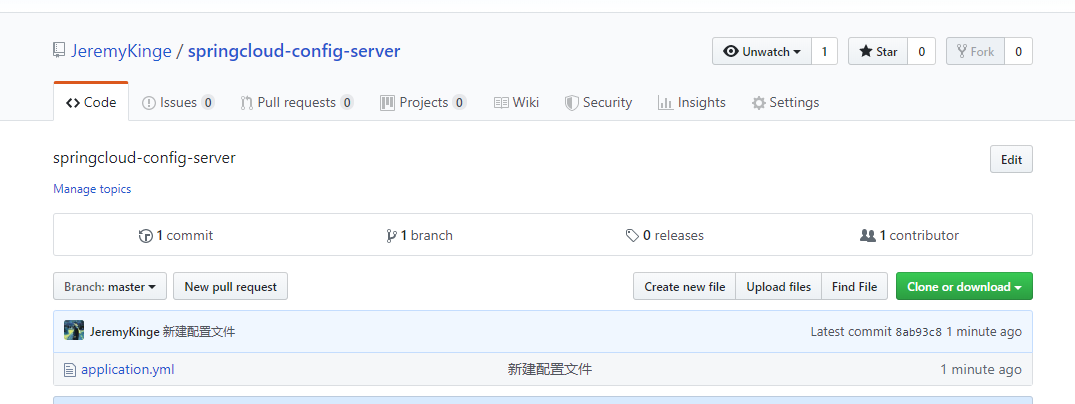 JeremyKinge / springcloud-config-server Unwatch 1 Star 0 Fork 0
Code Issues 0 Pull requests 0 Projects 0 Wiki Security Insights Settings
springcloud-config-server Edit
Manage topics
1 commit 1 branch 0 releases 1 contributor
Branch: master New pull request Create new file Upload files Find File Clone or download
JeremyKinge 新建配置文件 Latest commit 8ab93c8 1 minute ago
application.yml 新建配置文件 1 minute ago